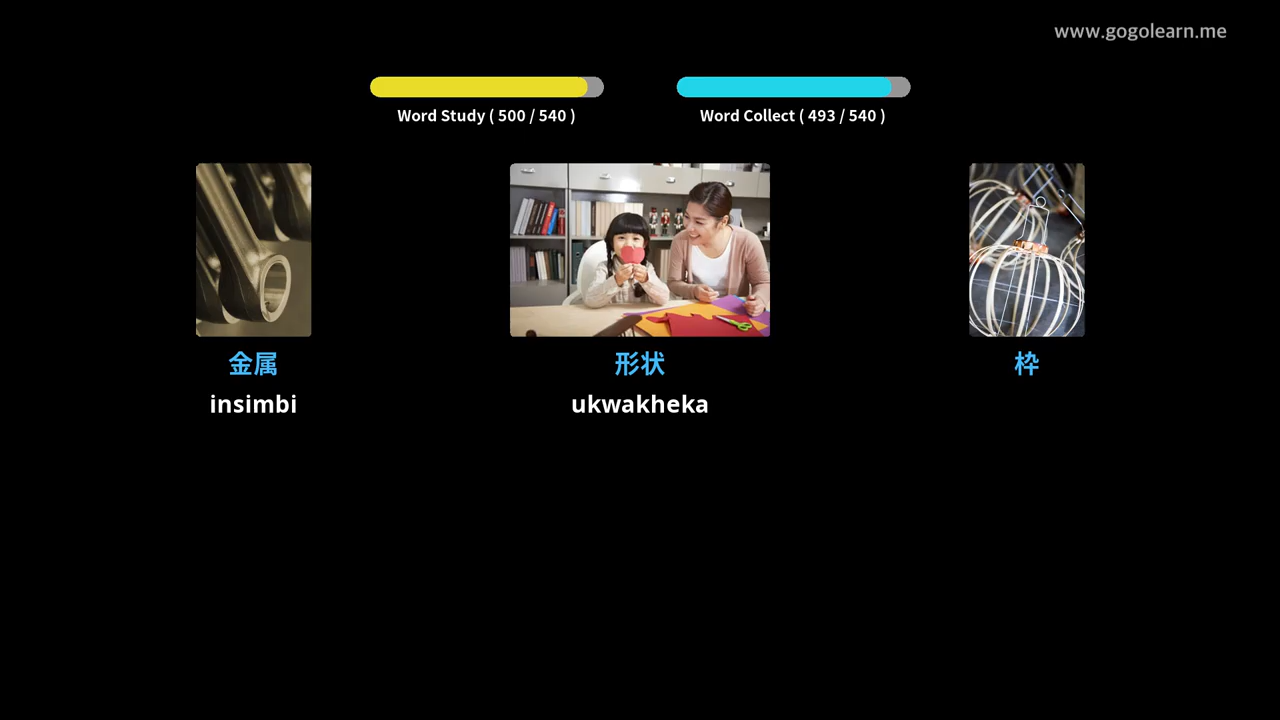 www.gogolearn.me
Word Study ( 500 / 540 )
Word Collect ( 493 / 540 )
金属
形状
枠
insimbi
ukwakheka